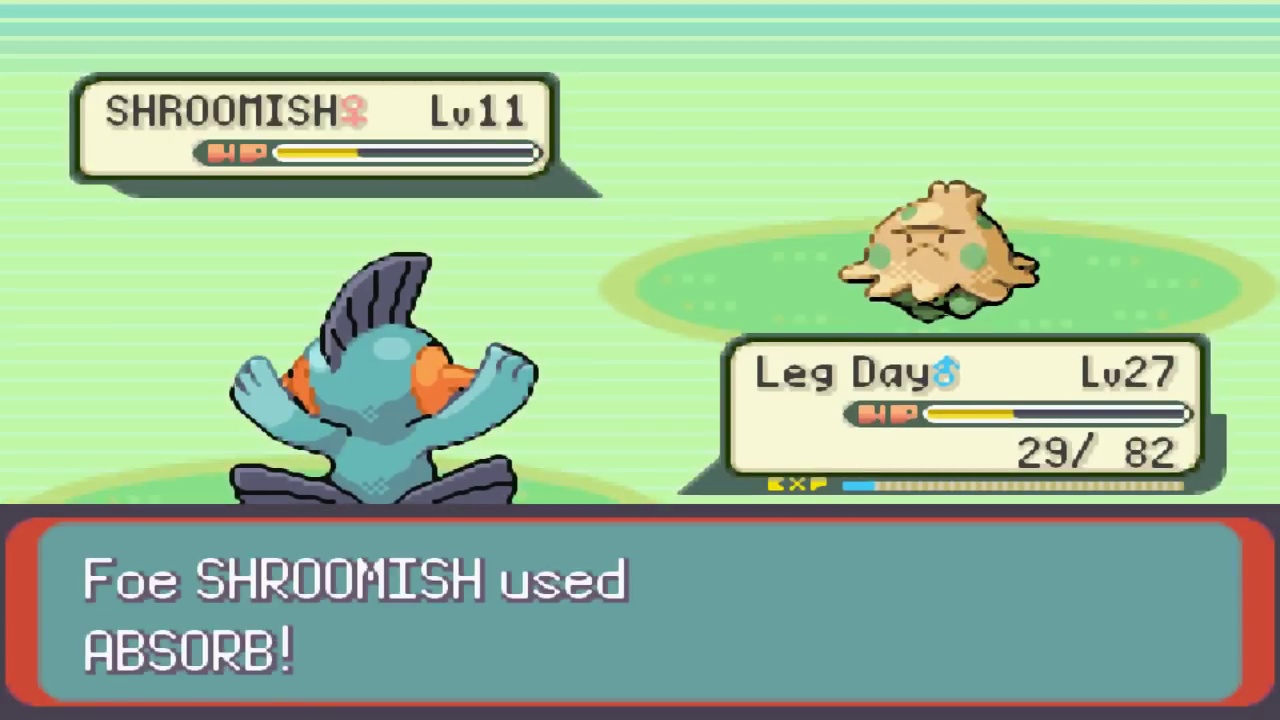 SHROOMISH♀ Lv11
HP
Leg Day♂ Lv27
HP
29/ 82
EXP
Foe SHROOMISH used
ABSORB!